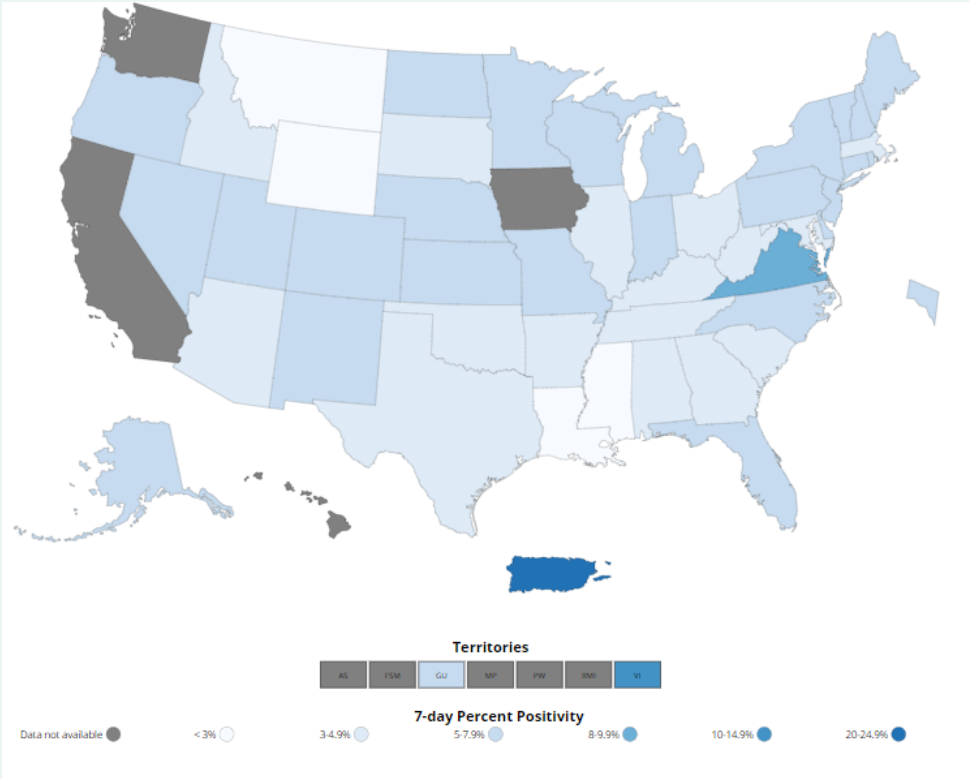 Territories
AS FSM GU MP PW RMI VI
7-day Percent Positivity
Data not available <3% 3-4.9% 5-7.9% 8-9.9% 10-14.9% 20-24.9%